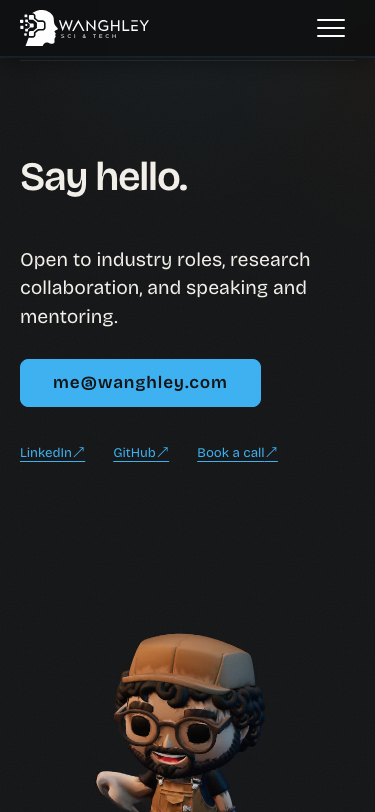 WANGHLEY
SCI & TECH
Say hello.
Open to industry roles, research
collaboration, and speaking and
mentoring.
me@wanghley.com
LinkedIn↗ GitHub↗ Book a call↗